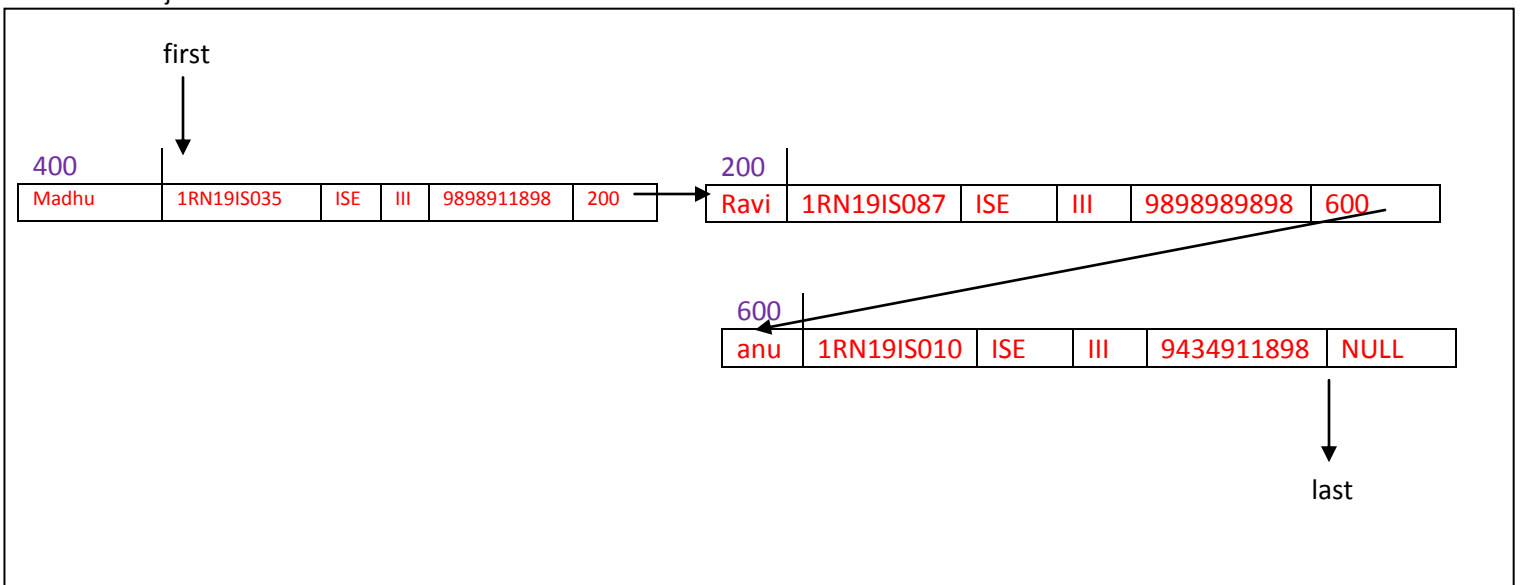 first
400
200
Madhu 1RN19IS035 ISE III 9898911898 200
Ravi 1RN19IS087 ISE III 9898989898 600
600
anu 1RN19IS010 ISE III 9434911898 NULL
last